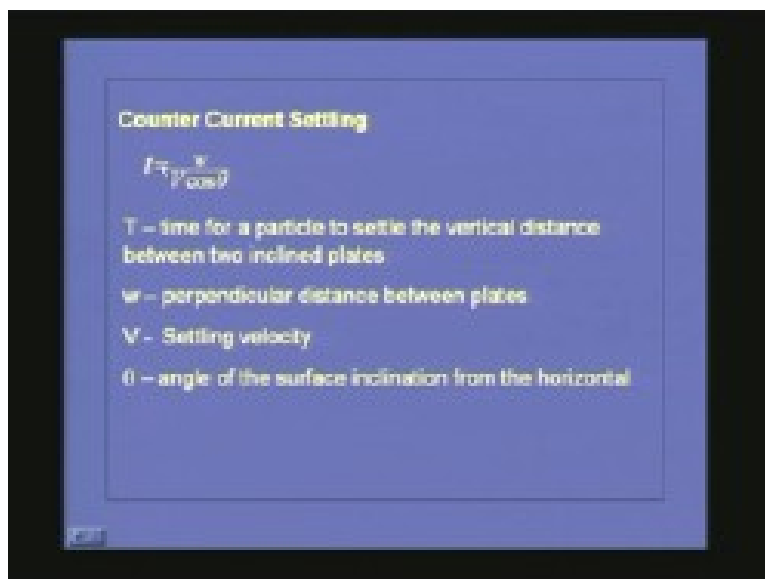 Counter Current Settling
w
cosθ
T – time for a particle to settle the vertical distance
between two inclined plates
w – perpendicular distance between plates
V - Settling velocity
θ – angle of the surface inclination from the horizontal